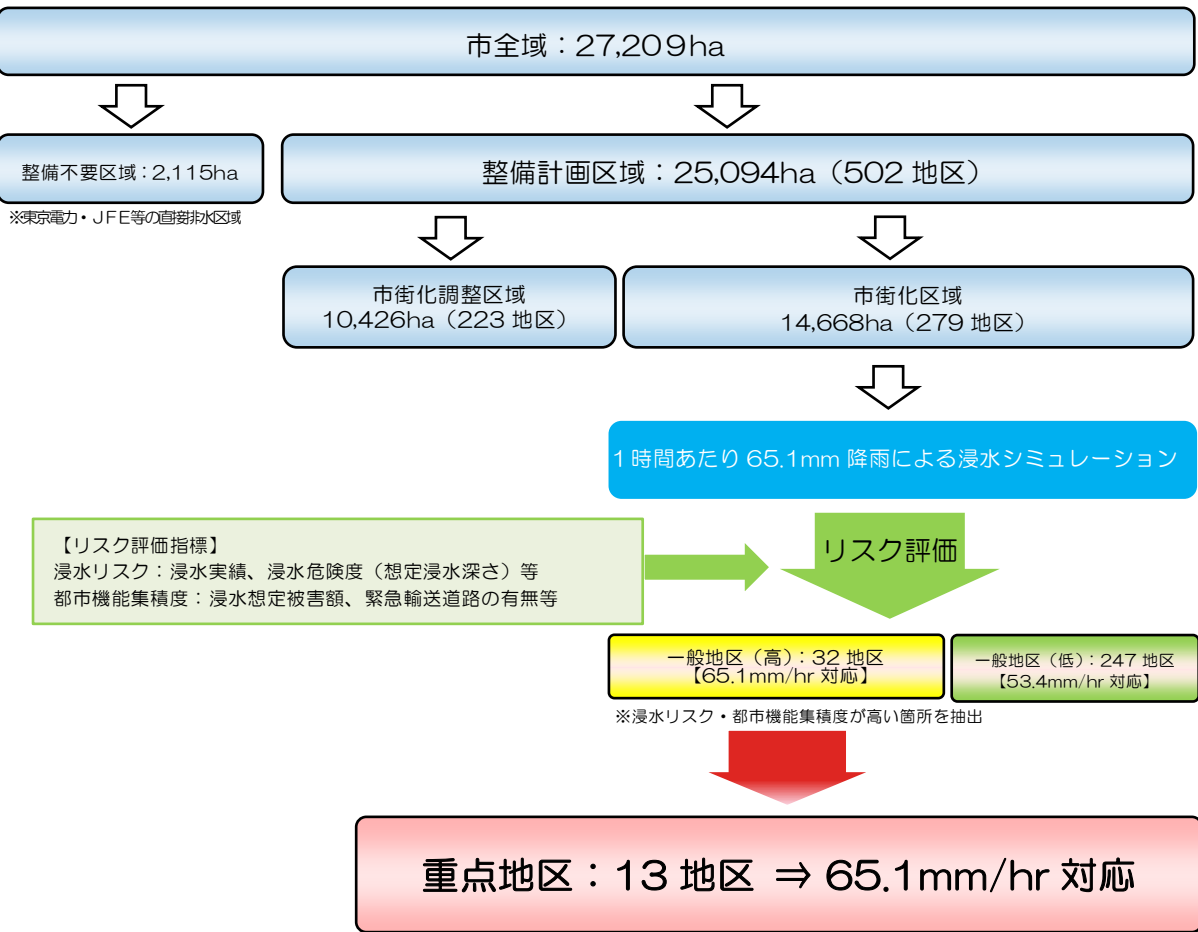 市全域：27,209ha
整備不要区域：2,115ha
整備計画区域：25,094ha（502 地区）
※東京電力・ＪＦＥ等の直接排水区域
市街化調整区域
10,426ha（223 地区）
市街化区域
14,668ha（279 地区）
１時間あたり 65.1mm 降雨による浸水シミュレーション
【リスク評価指標】
浸水リスク：浸水実績、浸水危険度（想定浸水深さ）等
都市機能集積度：浸水想定被害額、緊急輸送道路の有無等
リスク評価
一般地区（高）：32 地区
【65.1mm/hr 対応】
一般地区（低）：247 地区
【53.4mm/hr 対応】
※浸水リスク・都市機能集積度が高い箇所を抽出
重点地区：13 地区 ⇒ 65.1mm/hr 対応